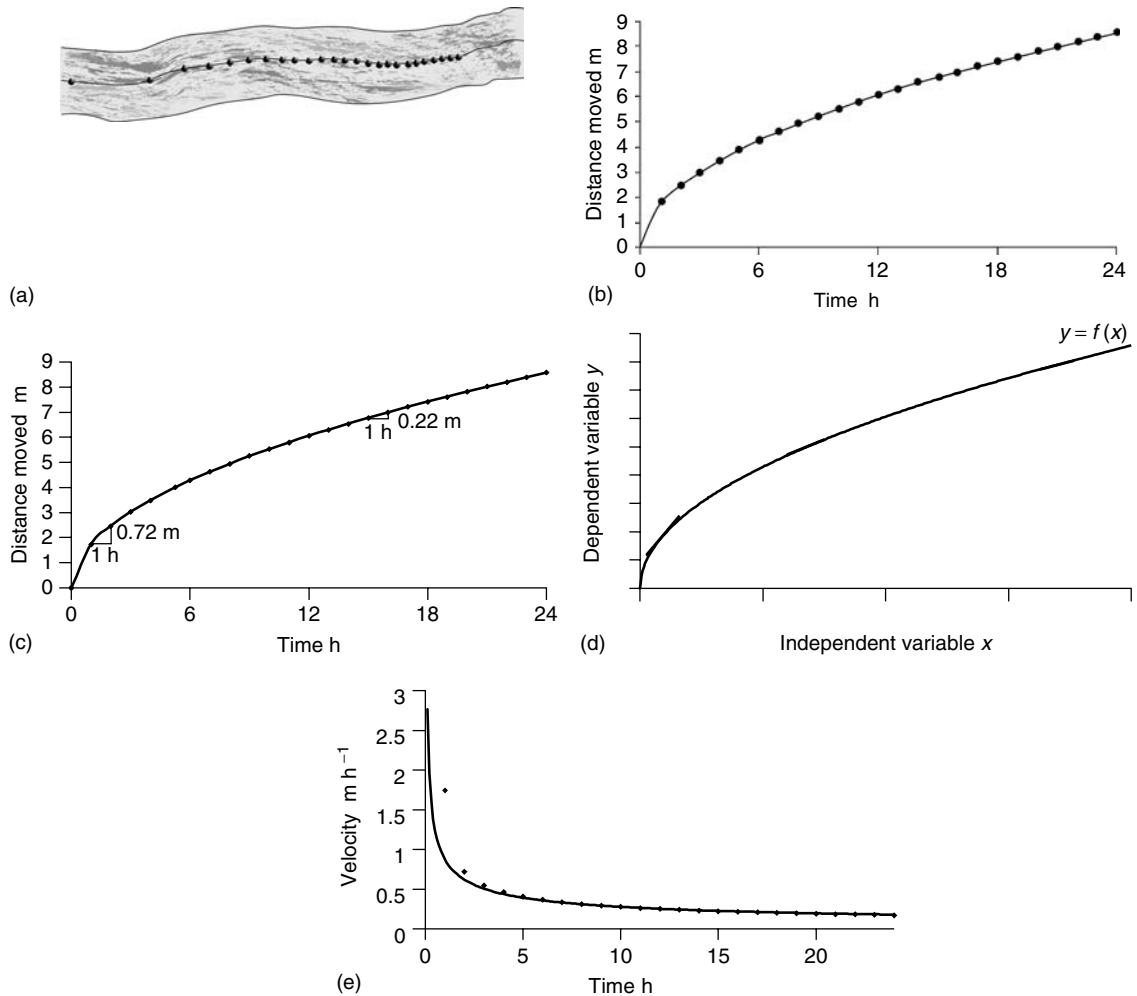 (a)
9
8
7
6
5
4
3
2
1
0
Distance moved m
0 6 12 18 24
Time h
(b)
9
8
7
6
5
4
3
2
1
0
Distance moved m
0.22 m
1 h
0.72 m
1 h
0 6 12 18 24
Time h
(c)
y = f (x)
Dependent variable y
Independent variable x
(d)
3
2.5
2
1.5
1
0.5
0
Velocity m h⁻¹
0 5 10 15 20
Time h
(e)